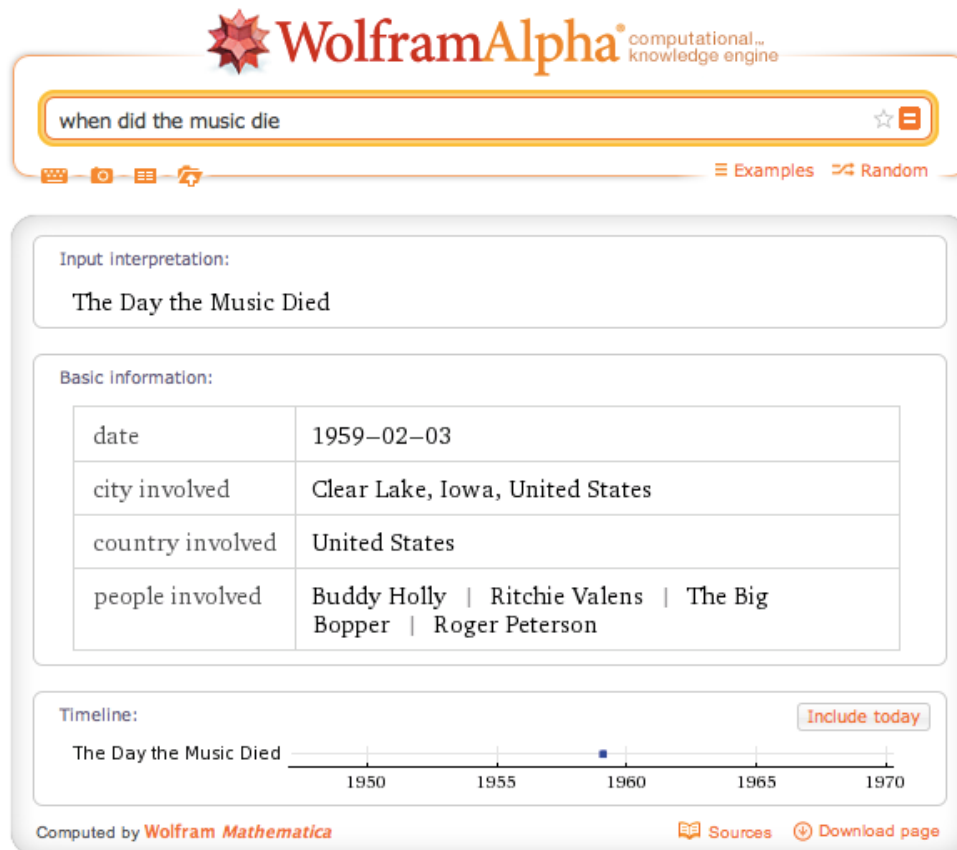 WolframAlpha computational...
knowledge engine
when did the music die
Examples Random
Input interpretation:
The Day the Music Died
Basic information:
date 1959–02–03
city involved Clear Lake, Iowa, United States
country involved United States
people involved Buddy Holly | Ritchie Valens | The Big
Bopper | Roger Peterson
Timeline:
Include today
The Day the Music Died
1950 1955 1960 1965 1970
Computed by Wolfram Mathematica Sources Download page